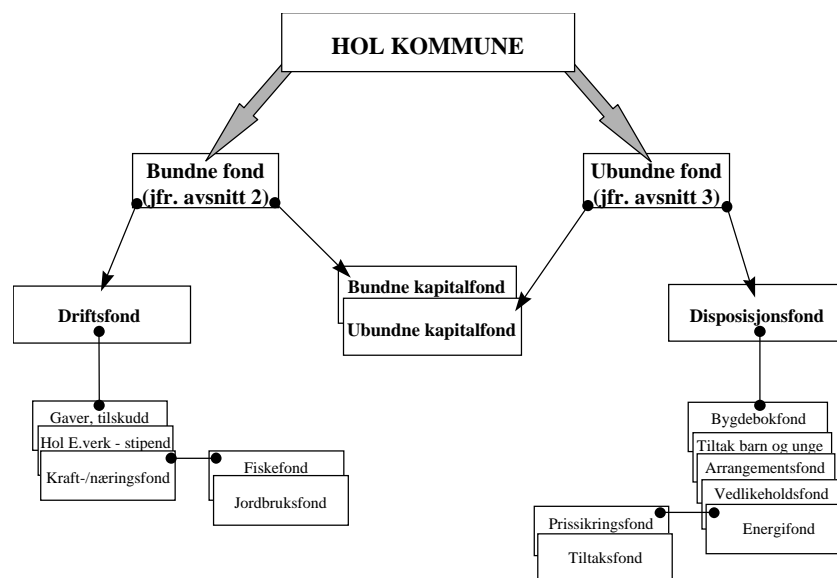 HOL KOMMUNE
Bundne fond
(jfr. avsnitt 2)
Ubundne fond
(jfr. avsnitt 3)
Bundne kapitalfond
Ubundne kapitalfond
Driftsfond
Disposisjonsfond
Gaver, tilskudd
Hol E.verk - stipend
Kraft-/næringsfond
Fiskefond
Jordbruksfond
Bygdebokfond
Tiltak barn og unge
Arrangementsfond
Vedlikeholdsfond
Energifond
Prissikringsfond
Tiltaksfond